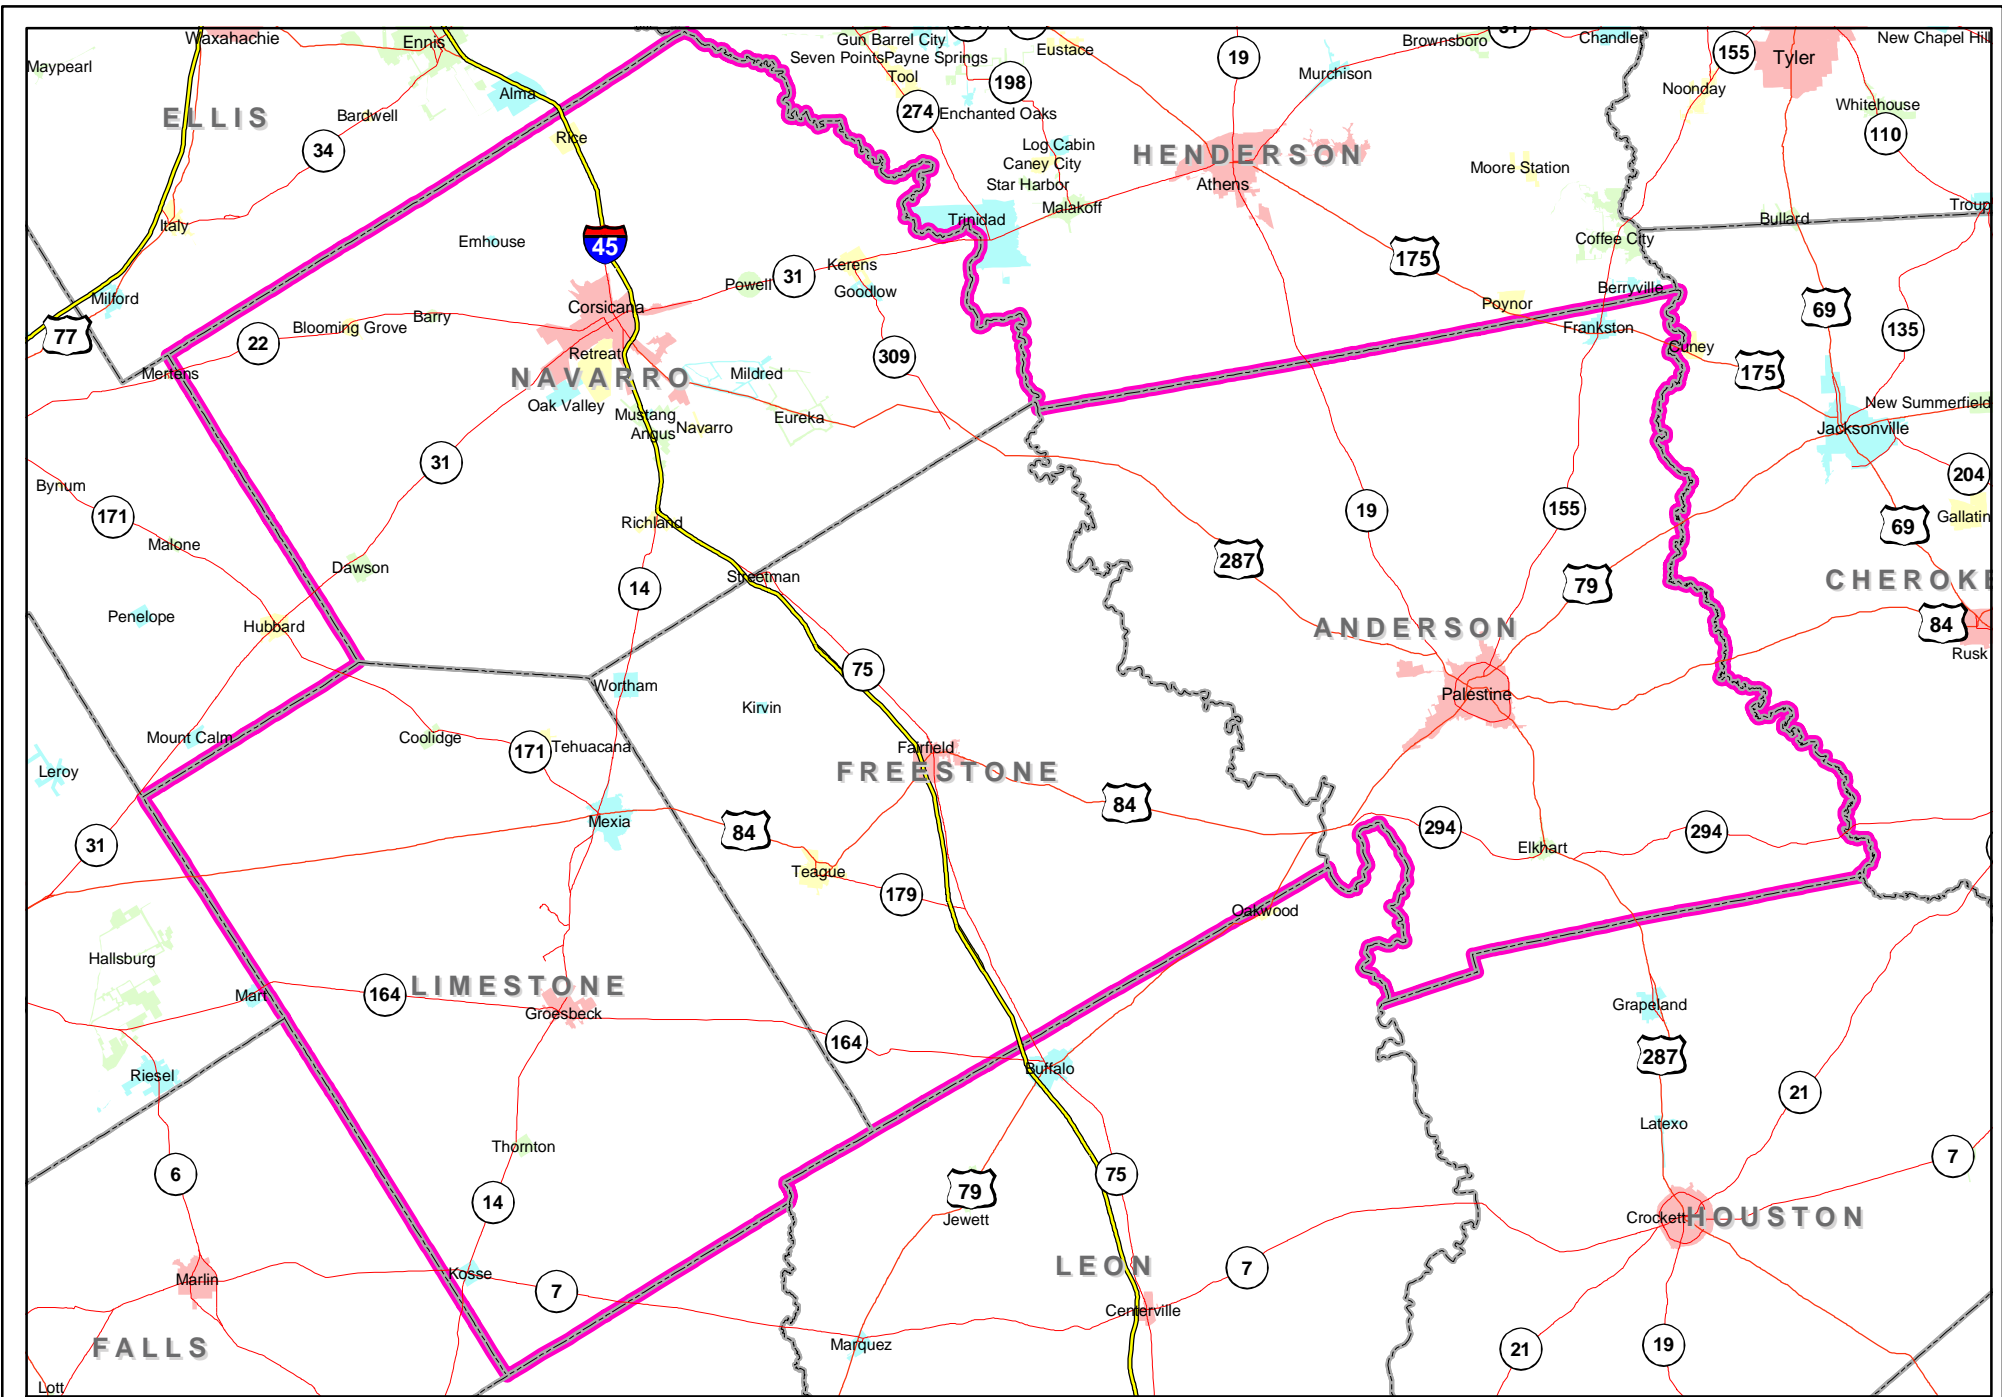 Waxahachie
Ennis
Gun Barrel City
Eustace
19
Brownsboro
Chandler
155
New Chapel Hill
Maypearl
Seven Points
Payne Springs
Tool
198
Murchison
Tyler
Alma
Noonday
ELLIS
Bardwell
274
Enchanted Oaks
Whitehouse
110
34
Rice
Log Cabin
HENDERSON
Caney City
Moore Station
Star Harbor
Athens
Malakoff
Italy
Trinidad
Bullard
Troup
Emhouse
45
Coffee City
175
Kerens
31
Powell
Goodlow
Berryville
Milford
Corsicana
Poynor
69
77
22
Blooming Grove
Barry
Frankston
135
Retreat
309
Cuney
Mertens
NAVARRO
Mildred
175
Oak Valley
Mustang
Eureka
New Summerfield
Angus
Navarro
Jacksonville
31
Bynum
204
171
Richland
19
155
Gallatin
69
Malone
287
Dawson
Streetman
14
79
CHEROKE
Penelope
Hubbard
ANDERSON
84
Rusk
75
Wortham
Palestine
Kirvin
Mount Calm
Coolidge
171
Tehuacana
Fairfield
Leroy
FREESTONE
84
Mexia
84
294
294
31
Elkhart
Teague
179
Oakwood
Hallsburg
LIMESTONE
Mart
164
Groesbeck
Grapeland
164
287
Riesel
Buffalo
21
Latexo
Thornton
7
6
75
14
79
Jewett
Crockett
HOUSTON
LEON
7
Marlin
Kosse
7
Centerville
FALLS
Marquez
21
19
Lott